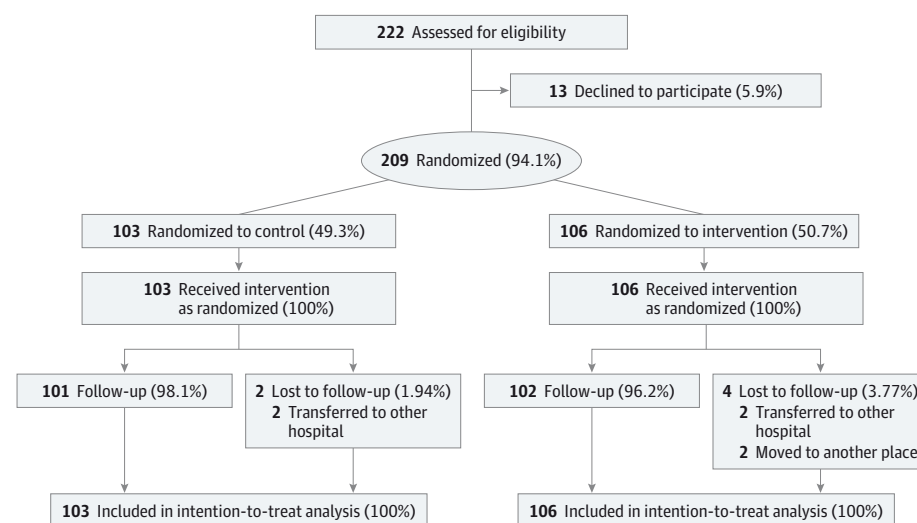 222 Assessed for eligibility
13 Declined to participate (5.9%)
209 Randomized (94.1%)
103 Randomized to control (49.3%)
106 Randomized to intervention (50.7%)
103 Received intervention
as randomized (100%)
106 Received intervention
as randomized (100%)
101 Follow-up (98.1%)
2 Lost to follow-up (1.94%)
2 Transferred to other
hospital
102 Follow-up (96.2%)
4 Lost to follow-up (3.77%)
2 Transferred to other
hospital
2 Moved to another place
103 Included in intention-to-treat analysis (100%)
106 Included in intention-to-treat analysis (100%)